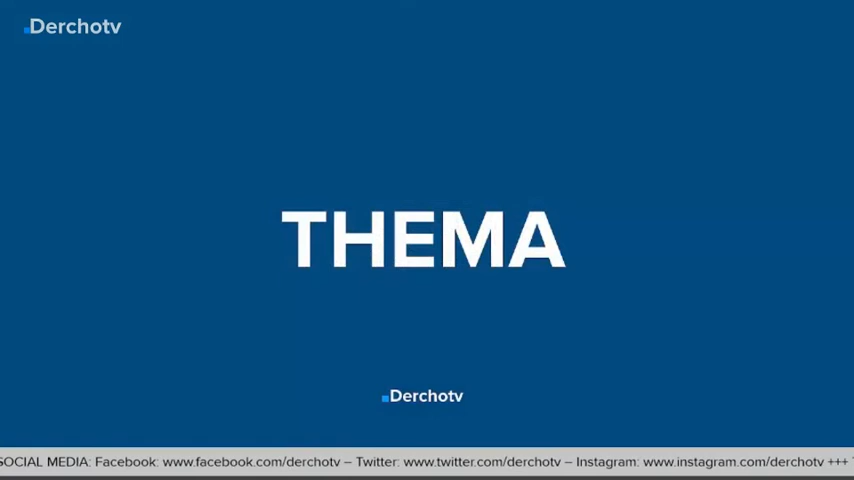 Derchotv
THEMA
Derchotv
SOCIAL MEDIA: Facebook: www.facebook.com/derchotv – Twitter: www.twitter.com/derchotv – Instagram: www.instagram.com/derchotv +++